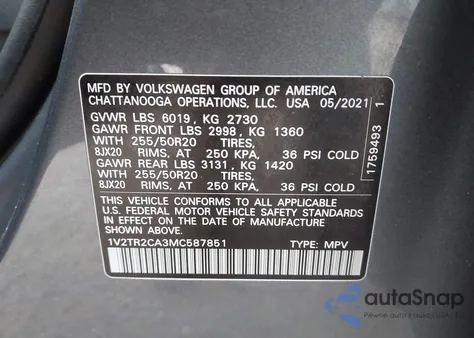 MFD BY VOLKSWAGEN GROUP OF AMERICA
CHATTANOOGA OPERATIONS, LLC. USA 05/2021
GVWR LBS 6019, KG 2730
GAWR FRONT LBS 2998, KG 1360
WITH 255/50R20 TIRES,
8JX20 RIMS, AT 250 KPA, 36 PSI COLD
GAWR REAR LBS 3131, KG 1420
WITH 255/50R20 TIRES,
8JX20 RIMS, AT 250 KPA, 36 PSI COLD
THIS VEHICLE CONFORMS TO ALL APPLICABLE
U.S. FEDERAL MOTOR VEHICLE SAFETY STANDARDS
IN EFFECT ON THE DATE OF MANUFACTURE
SHOWN ABOVE.
1V2TR2CA3MC587851 TYPE: MPV
1759493 1
autoSnap
Pewne auto z USA i